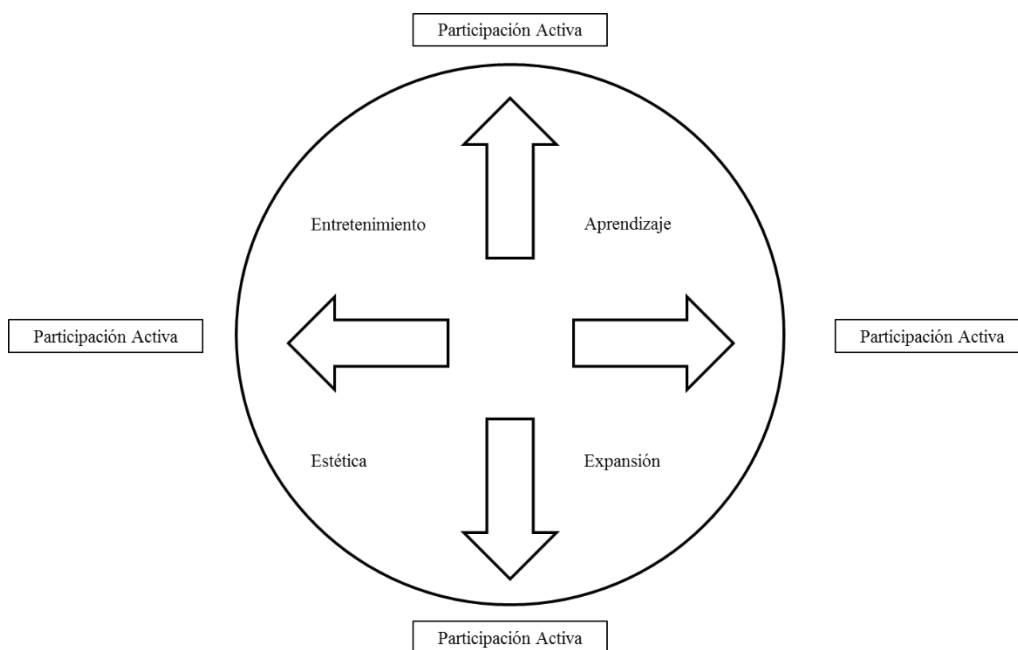 Participación Activa
Entretenimiento
Aprendizaje
Participación Activa
Participación Activa
Estética
Expansión
Participación Activa